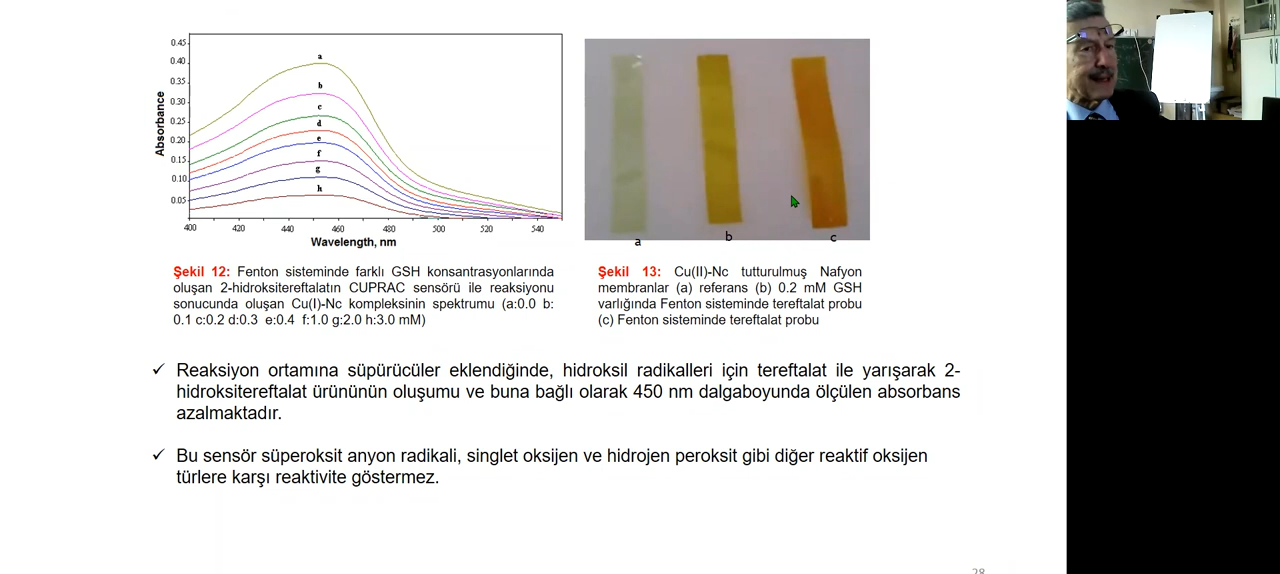 0.45
0.40
0.35
0.30
0.25
0.20
0.15
0.10
0.05
Absorbance
a
b
c
d
e
f
g
h
400 420 440 460 480 500 520 540
Wavelength, nm
a b c
Şekil 12: Fenton sisteminde farklı GSH konsantrasyonlarında
oluşan 2-hidroksitereftalatın CUPRAC sensörü ile reaksiyonu
sonucunda oluşan Cu(I)-Nc kompleksinin spektrumu (a:0.0 b:
0.1 c:0.2 d:0.3 e:0.4 f:1.0 g:2.0 h:3.0 mM)
Şekil 13: Cu(II)-Nc tutturulmuş Nafyon
membranlar (a) referans (b) 0.2 mM GSH
varlığında Fenton sisteminde tereftalat probu
(c) Fenton sisteminde tereftalat probu
✓ Reaksiyon ortamına süpürücüler eklendiğinde, hidroksil radikalleri için tereftalat ile yarışarak 2-
hidroksitereftalat ürününün oluşumu ve buna bağlı olarak 450 nm dalgaboyunda ölçülen absorbans
azalmaktadır.
✓ Bu sensör süperoksit anyon radikali, singlet oksijen ve hidrojen peroksit gibi diğer reaktif oksijen
türlere karşı reaktivite göstermez.
28